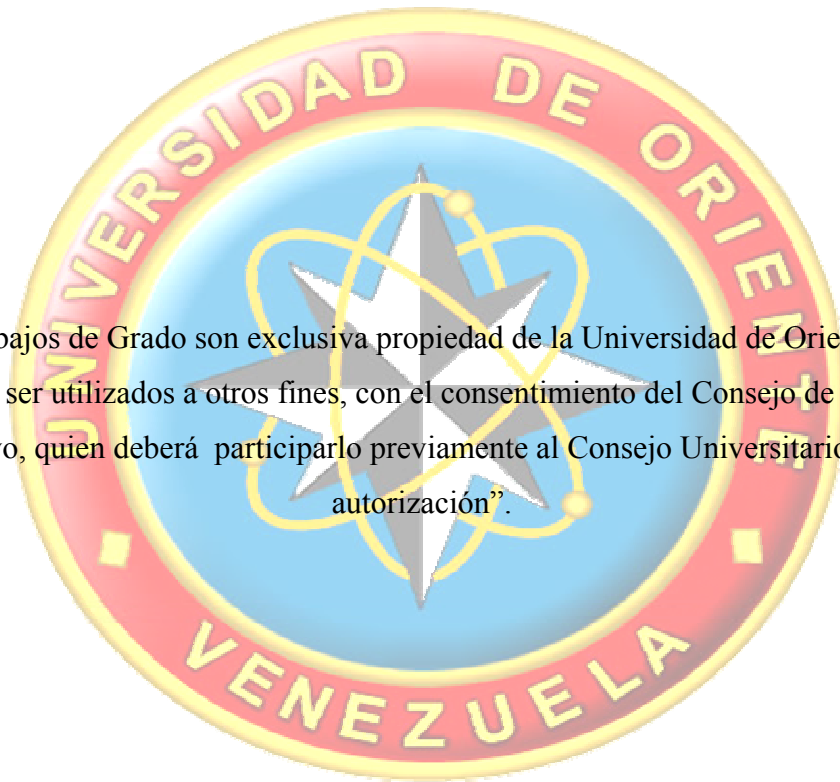 UNIVERSIDAD DE ORIENTE
bajos de Grado son exclusiva propiedad de la Universidad de Orie
ser utilizados a otros fines, con el consentimiento del Consejo de
vo, quien deberá participarlo previamente al Consejo Universitario
autorización”.
VENEZUELA